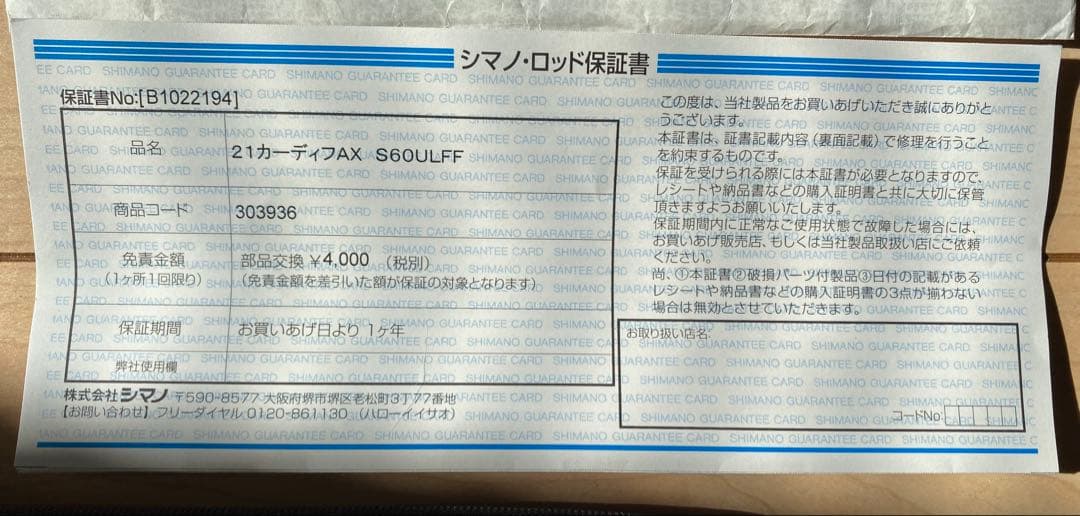 シマノ・ロッド保証書
保証書No:[B1022194]
品名
21カーディフAX S60ULFF
商品コード
303936
免責金額
(1ヶ所1回限り)
部品交換 ¥4,000 (税別)
(免責金額を差引いた額が保証の対象となります)
保証期間
お買いあげ日より 1ヶ年
弊社使用欄
株式会社 シマノ 〒590-8577 大阪府堺市堺区老松町3丁77番地
【お問い合わせ】フリーダイヤル 0120-861130 (ハローイイサオ)
この度は、当社製品をお買いあげいただき誠にありがと
うございます。
本証書は、証書記載内容(裏面記載)で修理を行うこと
を約束するものです。
保証を受けられる際には本証書が必要となりますので、
レシートや納品書などの購入証明書と共に大切に保管
頂きますようお願いいたします。
保証期間内に正常なご使用状態で故障した場合には、
お買いあげ販売店、もしくは当社製品取扱い店にご依頼
ください。
尚、①本証書②破損パーツ付製品③日付の記載がある
レシートや納品書などの購入証明書の3点が揃わない
場合は無効とさせていただきます。
お取り扱い店名:
コードNo:
SHIMANO GUARANTEE CARD